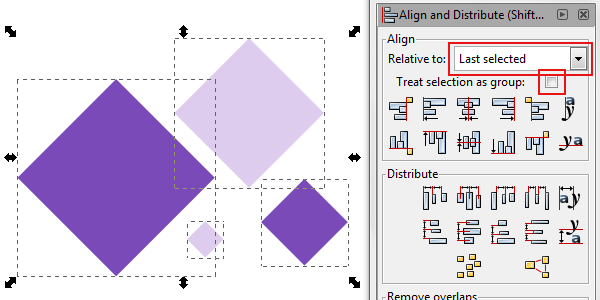 Align and Distribute (Shift...
Align
Relative to: Last selected
Treat selection as group:
Distribute
Remove overlaps